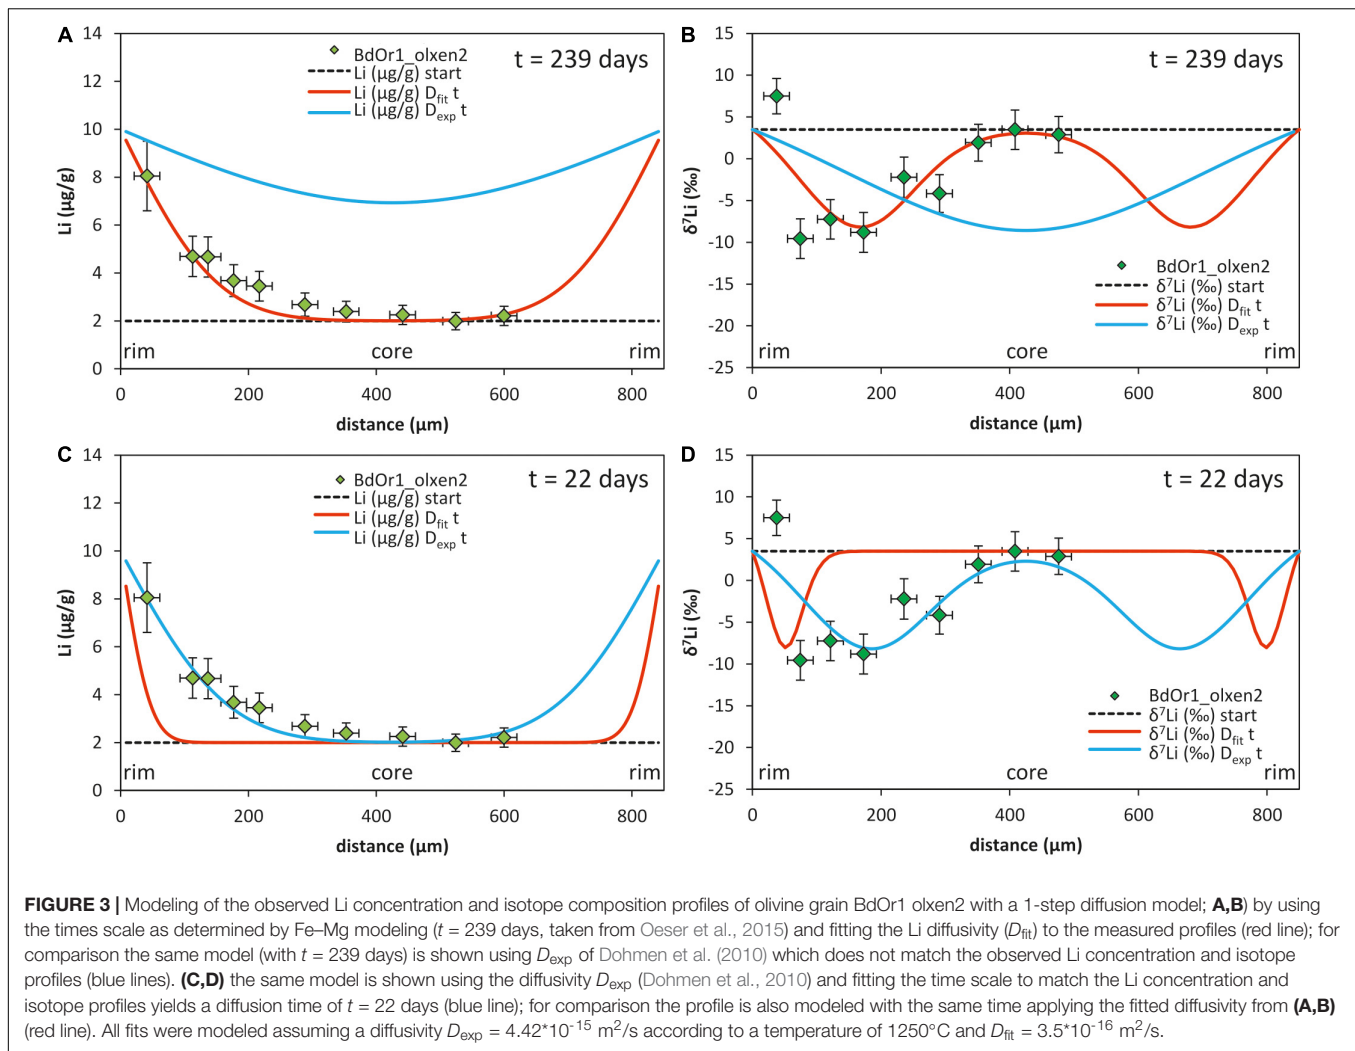 A
t = 239 days
BdOr1_olxen2
Li (µg/g) start
Li (µg/g) Dfit t
Li (µg/g) Dexp t
14
12
10
8
6
4
2
0
Li (µg/g)
rim core rim
0 200 400 600 800
distance (µm)
B
t = 239 days
15
10
5
0
-5
-10
-15
-20
-25
δ7Li (‰)
BdOr1_olxen2
δ7Li (‰) start
δ7Li (‰) Dfit t
δ7Li (‰) Dexp t
rim core rim
0 200 400 600 800
distance (µm)
C
t = 22 days
BdOr1_olxen2
Li (µg/g) start
Li (µg/g) Dfit t
Li (µg/g) Dexp t
14
12
10
8
6
4
2
0
Li (µg/g)
rim core rim
0 200 400 600 800
distance (µm)
D
t = 22 days
15
10
5
0
-5
-10
-15
-20
-25
δ7Li (‰)
BdOr1_olxen2
δ7Li (‰) start
δ7Li (‰) Dfit t
δ7Li (‰) Dexp t
rim core rim
0 200 400 600 800
distance (µm)
FIGURE 3 | Modeling of the observed Li concentration and isotope composition profiles of olivine grain BdOr1 olxen2 with a 1-step diffusion model; A,B) by using
the times scale as determined by Fe–Mg modeling (t = 239 days, taken from Oeser et al., 2015) and fitting the Li diffusivity (Dfit) to the measured profiles (red line); for
comparison the same model (with t = 239 days) is shown using Dexp of Dohmen et al. (2010) which does not match the observed Li concentration and isotope
profiles (blue lines). (C,D) the same model is shown using the diffusivity Dexp (Dohmen et al., 2010) and fitting the time scale to match the Li concentration and
isotope profiles yields a diffusion time of t = 22 days (blue line); for comparison the profile is also modeled with the same time applying the fitted diffusivity from (A,B)
(red line). All fits were modeled assuming a diffusivity Dexp = 4.42*10-15 m2/s according to a temperature of 1250°C and Dfit = 3.5*10-16 m2/s.